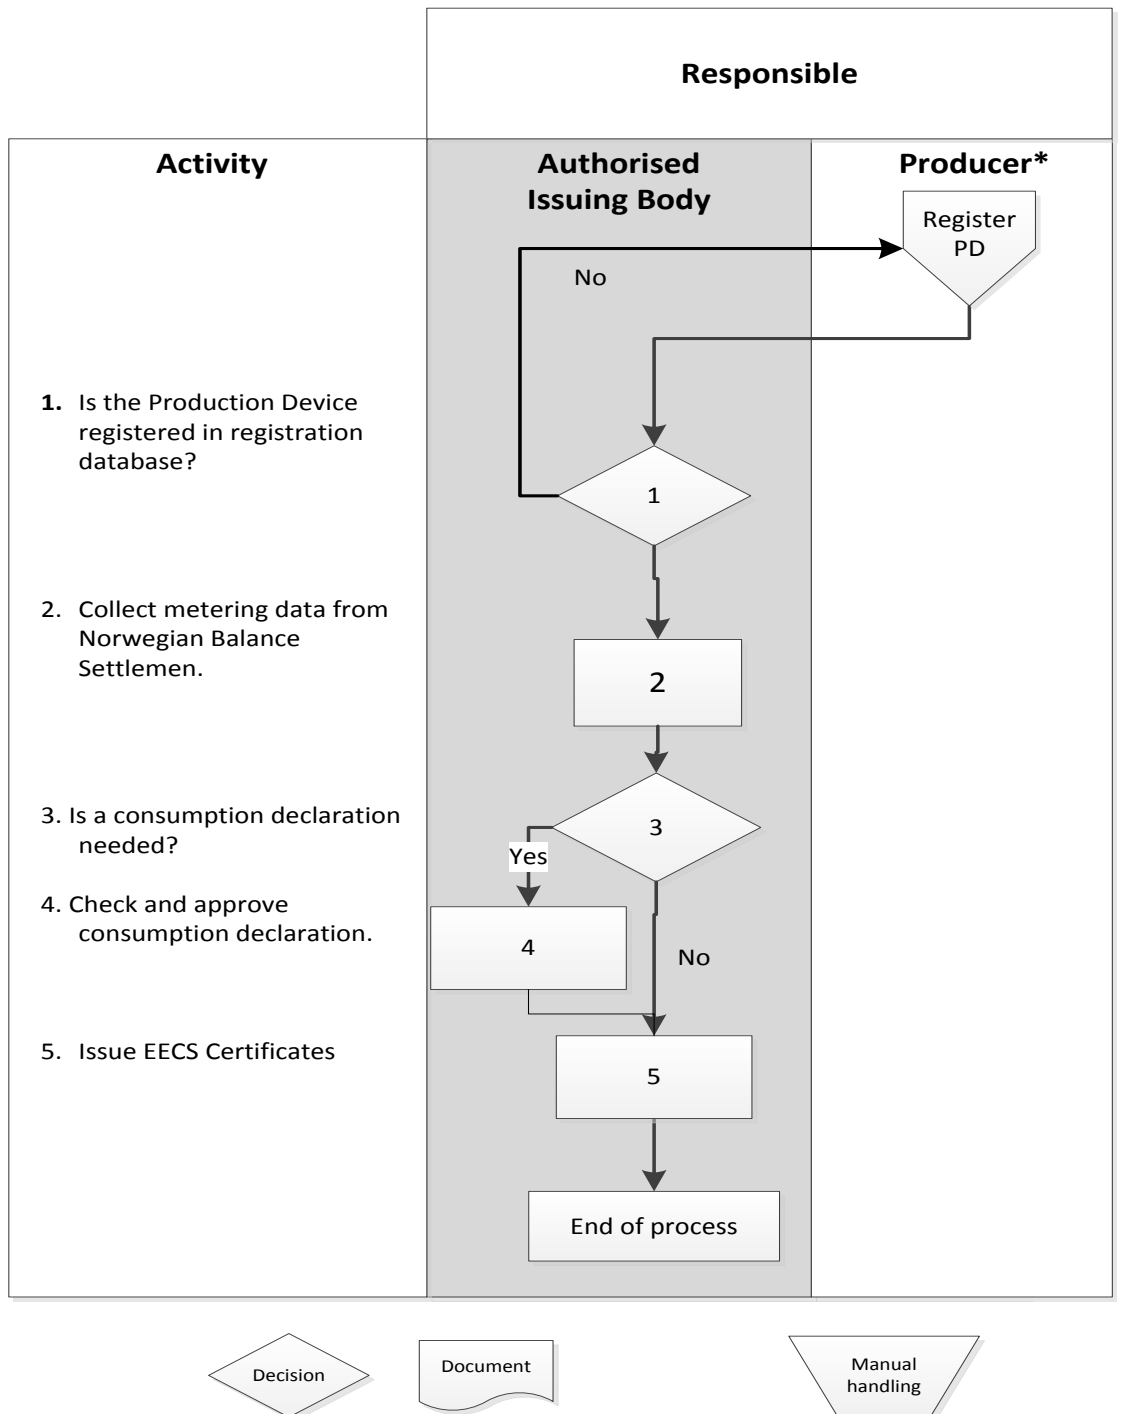 Responsible
Activity
Authorised
Issuing Body
Producer*
Register
PD
No
1. Is the Production Device
registered in registration
database?
1
2. Collect metering data from
Norwegian Balance
Settlemen.
2
3. Is a consumption declaration
needed?
3
Yes
4. Check and approve
consumption declaration.
4
No
5. Issue EECS Certificates
5
End of process
Decision
Document
Manual
handling